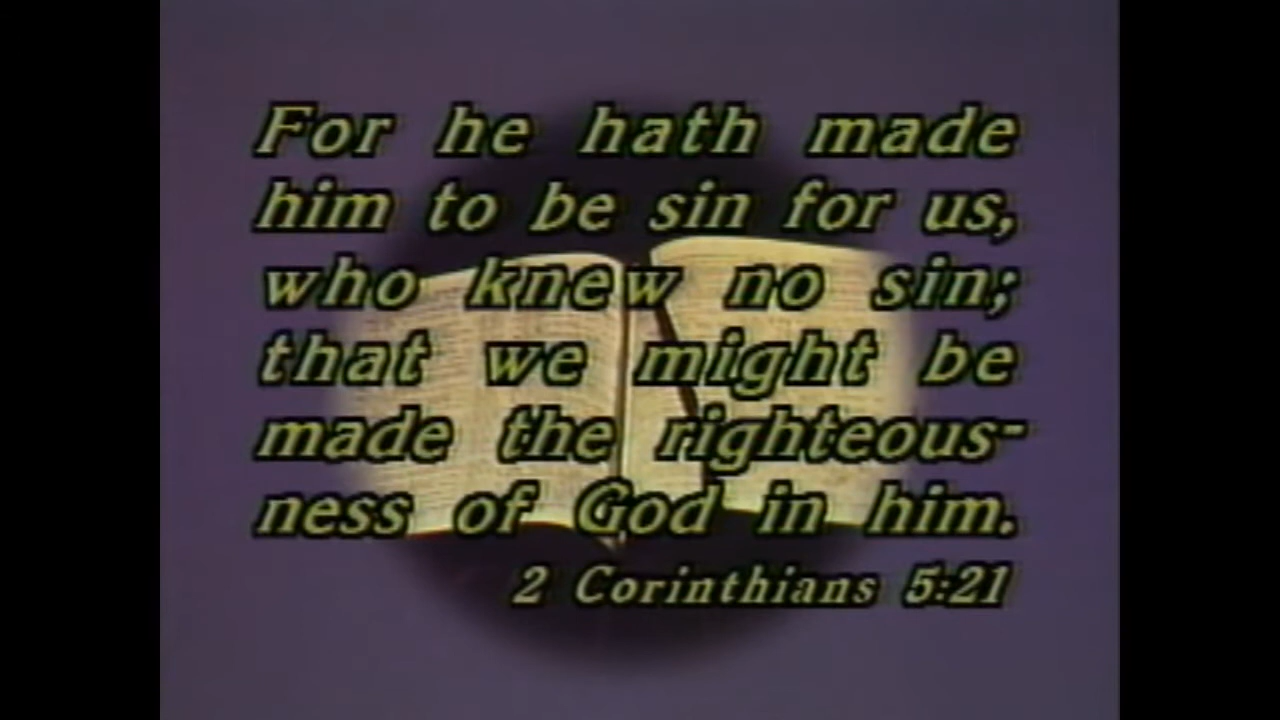 For he hath made
him to be sin for us,
who knew no sin;
that we might be
made the righteous-
ness of God in him.
2 Corinthians 5:21